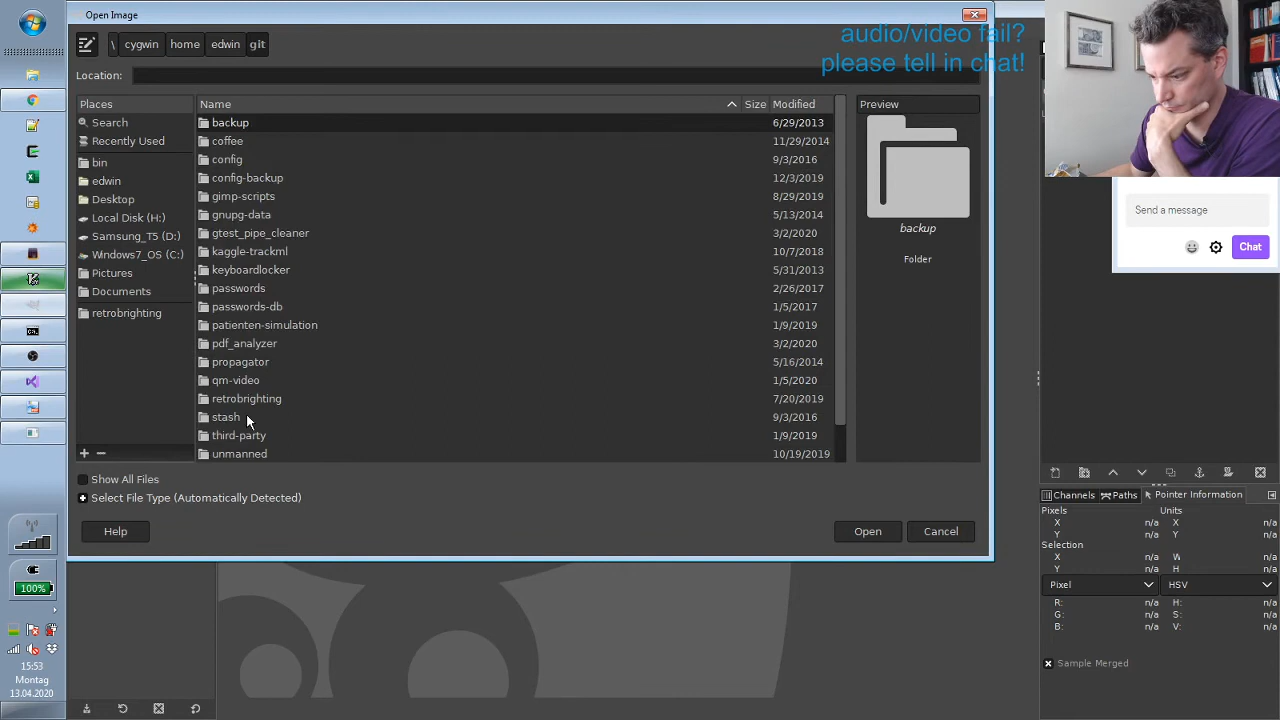 Open Image
audio/video fail?
please tell in chat!
\ cygwin home edwin git
Location:
Places
Search
Recently Used
bin
edwin
Desktop
Local Disk (H:)
Samsung_T5 (D:)
Windows7_OS (C:)
Pictures
Documents
retrobrighting
Name Size Modified
backup 6/29/2013
coffee 11/29/2014
config 9/3/2016
config-backup 12/3/2019
gimp-scripts 8/29/2019
gnupg-data 5/13/2014
gtest_pipe_cleaner 3/2/2020
kaggle-trackml 10/7/2018
keyboardlocker 5/31/2013
passwords 2/26/2017
passwords-db 1/5/2017
patienten-simulation 1/9/2019
pdf_analyzer 3/2/2020
propagator 5/16/2014
qm-video 1/5/2020
retrobrighting 7/20/2019
stash 9/3/2016
third-party 1/9/2019
unmanned 10/19/2019
Preview
backup
Folder
Show All Files
Select File Type (Automatically Detected)
Help
Open
Cancel
Send a message
Chat
Channels Paths Pointer Information
Pixels Units
X n/a X n/a
Y n/a Y n/a
Selection
X n/a W n/a
Y n/a H n/a
Pixel HSV
R: n/a H: n/a
G: n/a S: n/a
B: n/a V: n/a
Sample Merged
100%
15:53
Montag
13.04.2020